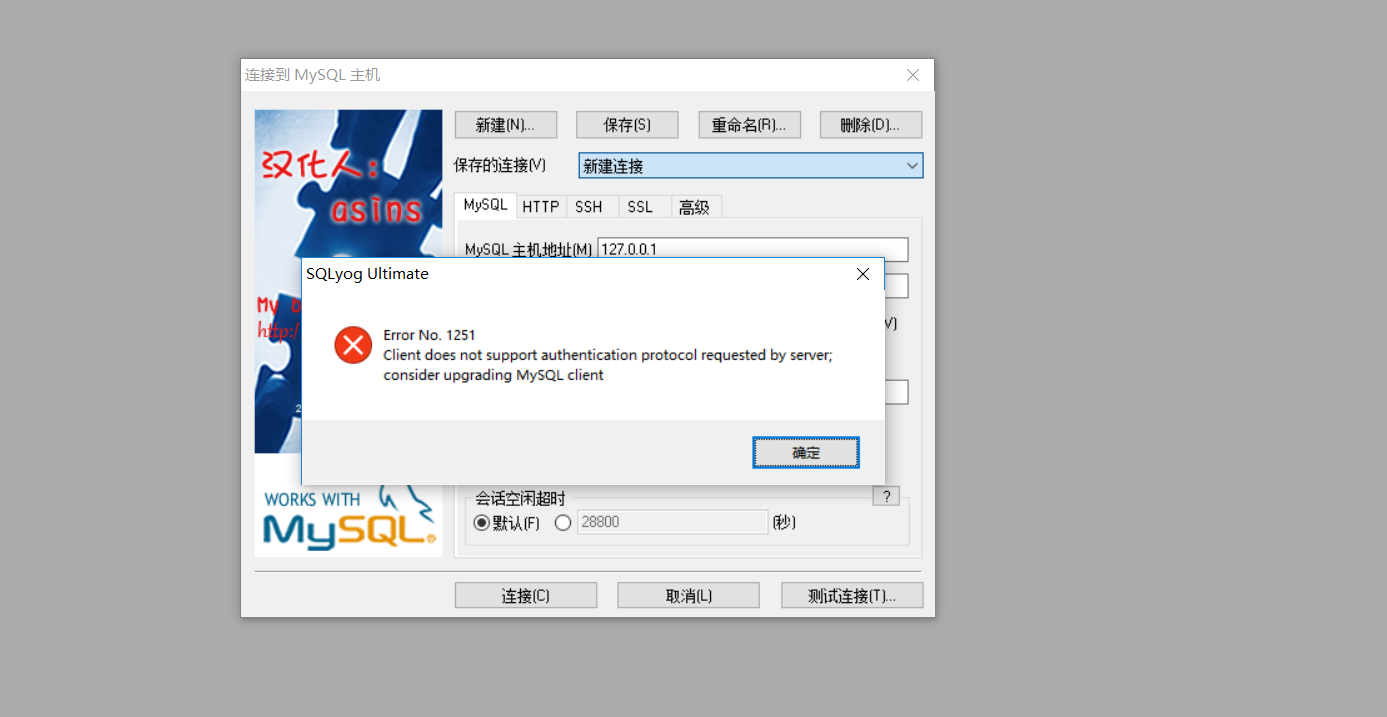 连接到 MySQL 主机
汉化人：
asins
新建(N)...
保存(S)
重命名(R)...
删除(D)...
保存的连接(V)
新建连接
MySQL
HTTP
SSH
SSL
高级
MySQL 主机地址(M)
127.0.0.1
SQLyog Ultimate
Error No. 1251
Client does not support authentication protocol requested by server;
consider upgrading MySQL client
确定
My
http:/
V)
2
WORKS WITH
MySQL
会话空闲超时
?
默认(F)
28800
(秒)
连接(C)
取消(L)
测试连接(T)...